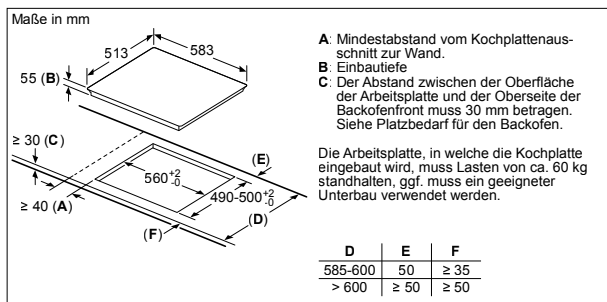 Maße in mm
513
583
55 (B)
≥ 30 (C)
(E)
560+2-0
490-500+2-0
≥ 40 (A)
(D)
(F)
A: Mindestabstand vom Kochplattenaus-
schnitt zur Wand.
B: Einbautiefe
C: Der Abstand zwischen der Oberfläche
der Arbeitsplatte und der Oberseite der
Backofenfront muss 30 mm betragen.
Siehe Platzbedarf für den Backofen.
Die Arbeitsplatte, in welche die Kochplatte
eingebaut wird, muss Lasten von ca. 60 kg
standhalten, ggf. muss ein geeigneter
Unterbau verwendet werden.
D E F
585-600 50 ≥ 35
> 600 ≥ 50 ≥ 50